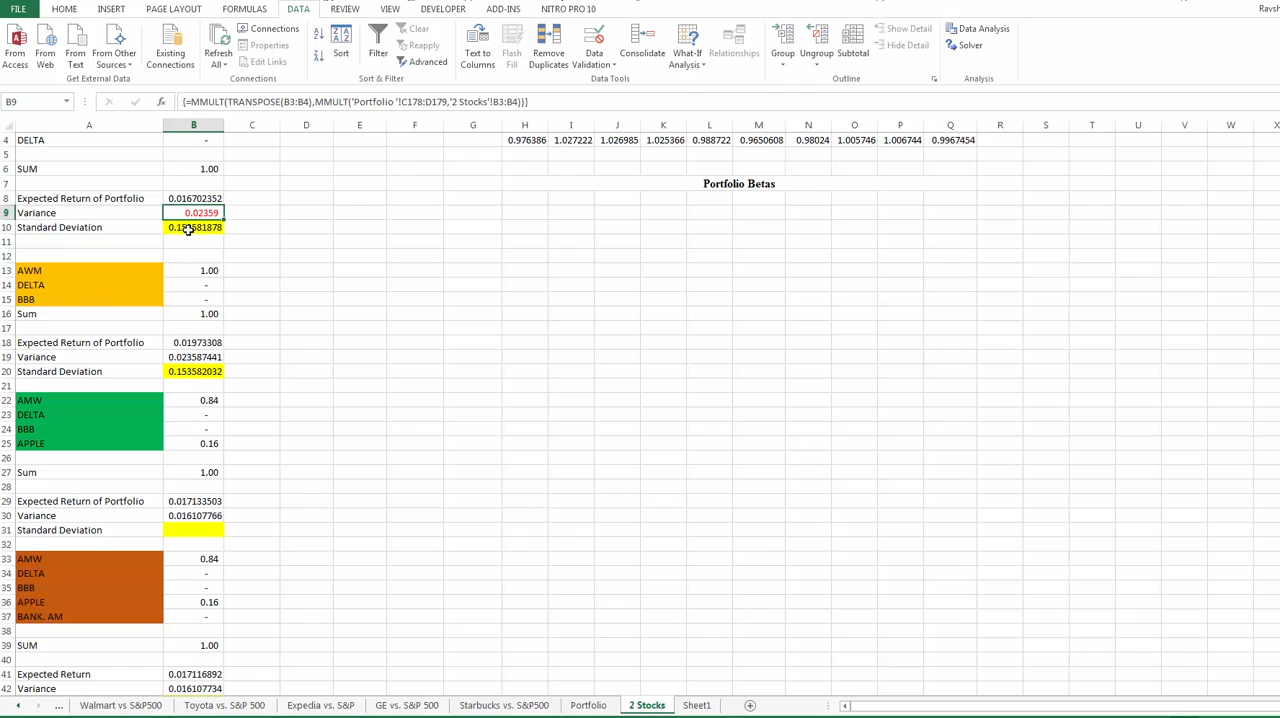 FILE HOME INSERT PAGE LAYOUT FORMULAS DATA REVIEW VIEW DEVELOPER ADD-INS NITRO PRO 10 Ravsh
From Access From Web From Text From Other Sources Existing Connections Refresh All Connections Properties Edit Links Sort Filter Clear Reapply Advanced Text to Columns Flash Fill Remove Duplicates Data Validation Consolidate What-If Analysis Relationships Group Ungroup Subtotal Show Detail Hide Detail Data Analysis Solver
Get External Data Connections Sort & Filter Data Tools Outline Analysis
B9 fx {=MMULT(TRANSPOSE(B3:B4),MMULT('Portfolio '!C178:D179,'2 Stocks'!B3:B4))}
A B C D E F G H I J K L M N O P Q R S T U V W X
4 DELTA - 0.976386 1.027222 1.026985 1.025366 0.988722 0.9650608 0.98024 1.005746 1.006744 0.9967454
5
6 SUM 1.00
7 Portfolio Betas
8 Expected Return of Portfolio 0.016702352
9 Variance 0.02359
10 Standard Deviation
11
12
13 AWM 1.00
14 DELTA -
15 BBB -
16 Sum 1.00
17
18 Expected Return of Portfolio 0.01973308
19 Variance 0.023587441
20 Standard Deviation 0.153582032
21
22 AMW 0.84
23 DELTA -
24 BBB -
25 APPLE 0.16
26
27 Sum 1.00
28
29 Expected Return of Portfolio 0.017133503
30 Variance 0.016107766
31 Standard Deviation
32
33 AMW 0.84
34 DELTA -
35 BBB -
36 APPLE 0.16
37 BANK. AM -
38
39 SUM 1.00
40
41 Expected Return 0.017116892
42 Variance 0.016107734
... Walmart vs S&P500 Toyota vs. S&P 500 Expedia vs. S&P GE vs. S&P 500 Starbucks vs. S&P500 Portfolio 2 Stocks Sheet1